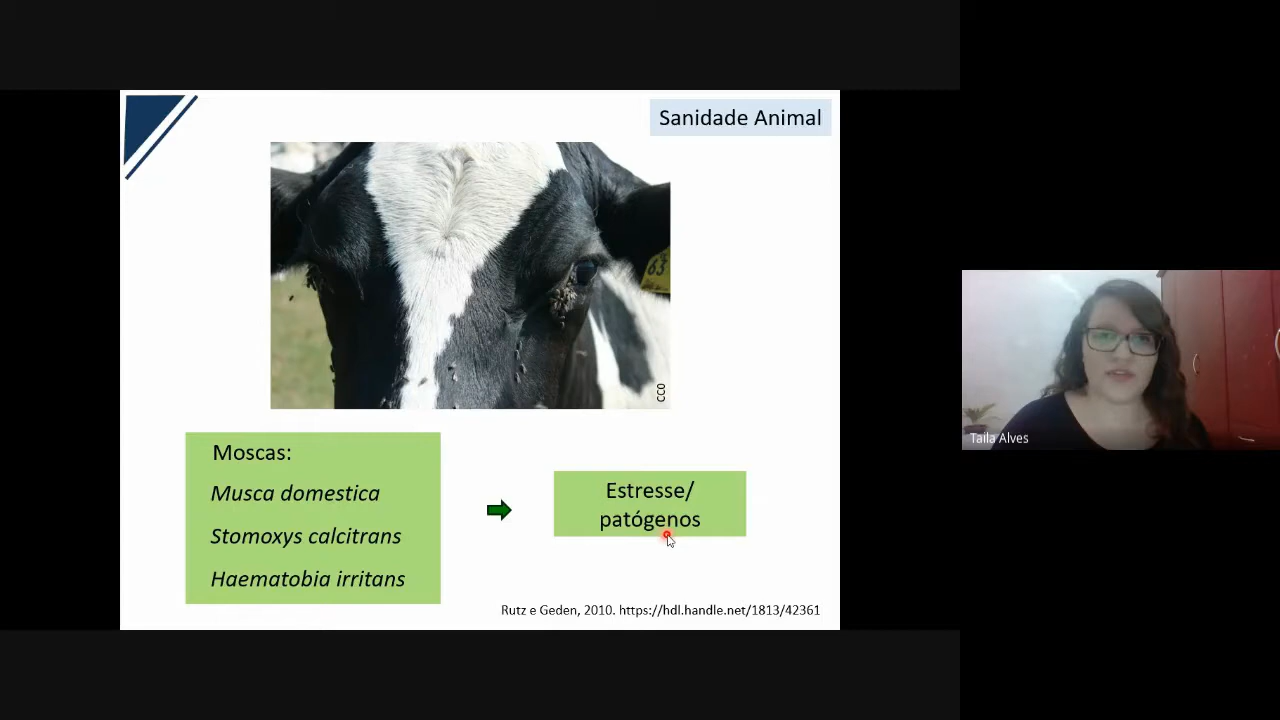 Sanidade Animal
63
CC0
Moscas:
Musca domestica
Stomoxys calcitrans
Haematobia irritans
Estresse/
patógenos
Rutz e Geden, 2010. https://hdl.handle.net/1813/42361
Taila Alves